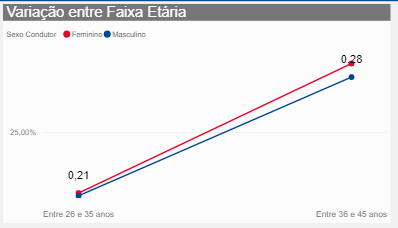 Variação entre Faixa Etária
Sexo Condutor Feminino Masculino
0,28
25,00%
0,21
Entre 26 e 35 anos Entre 36 e 45 anos